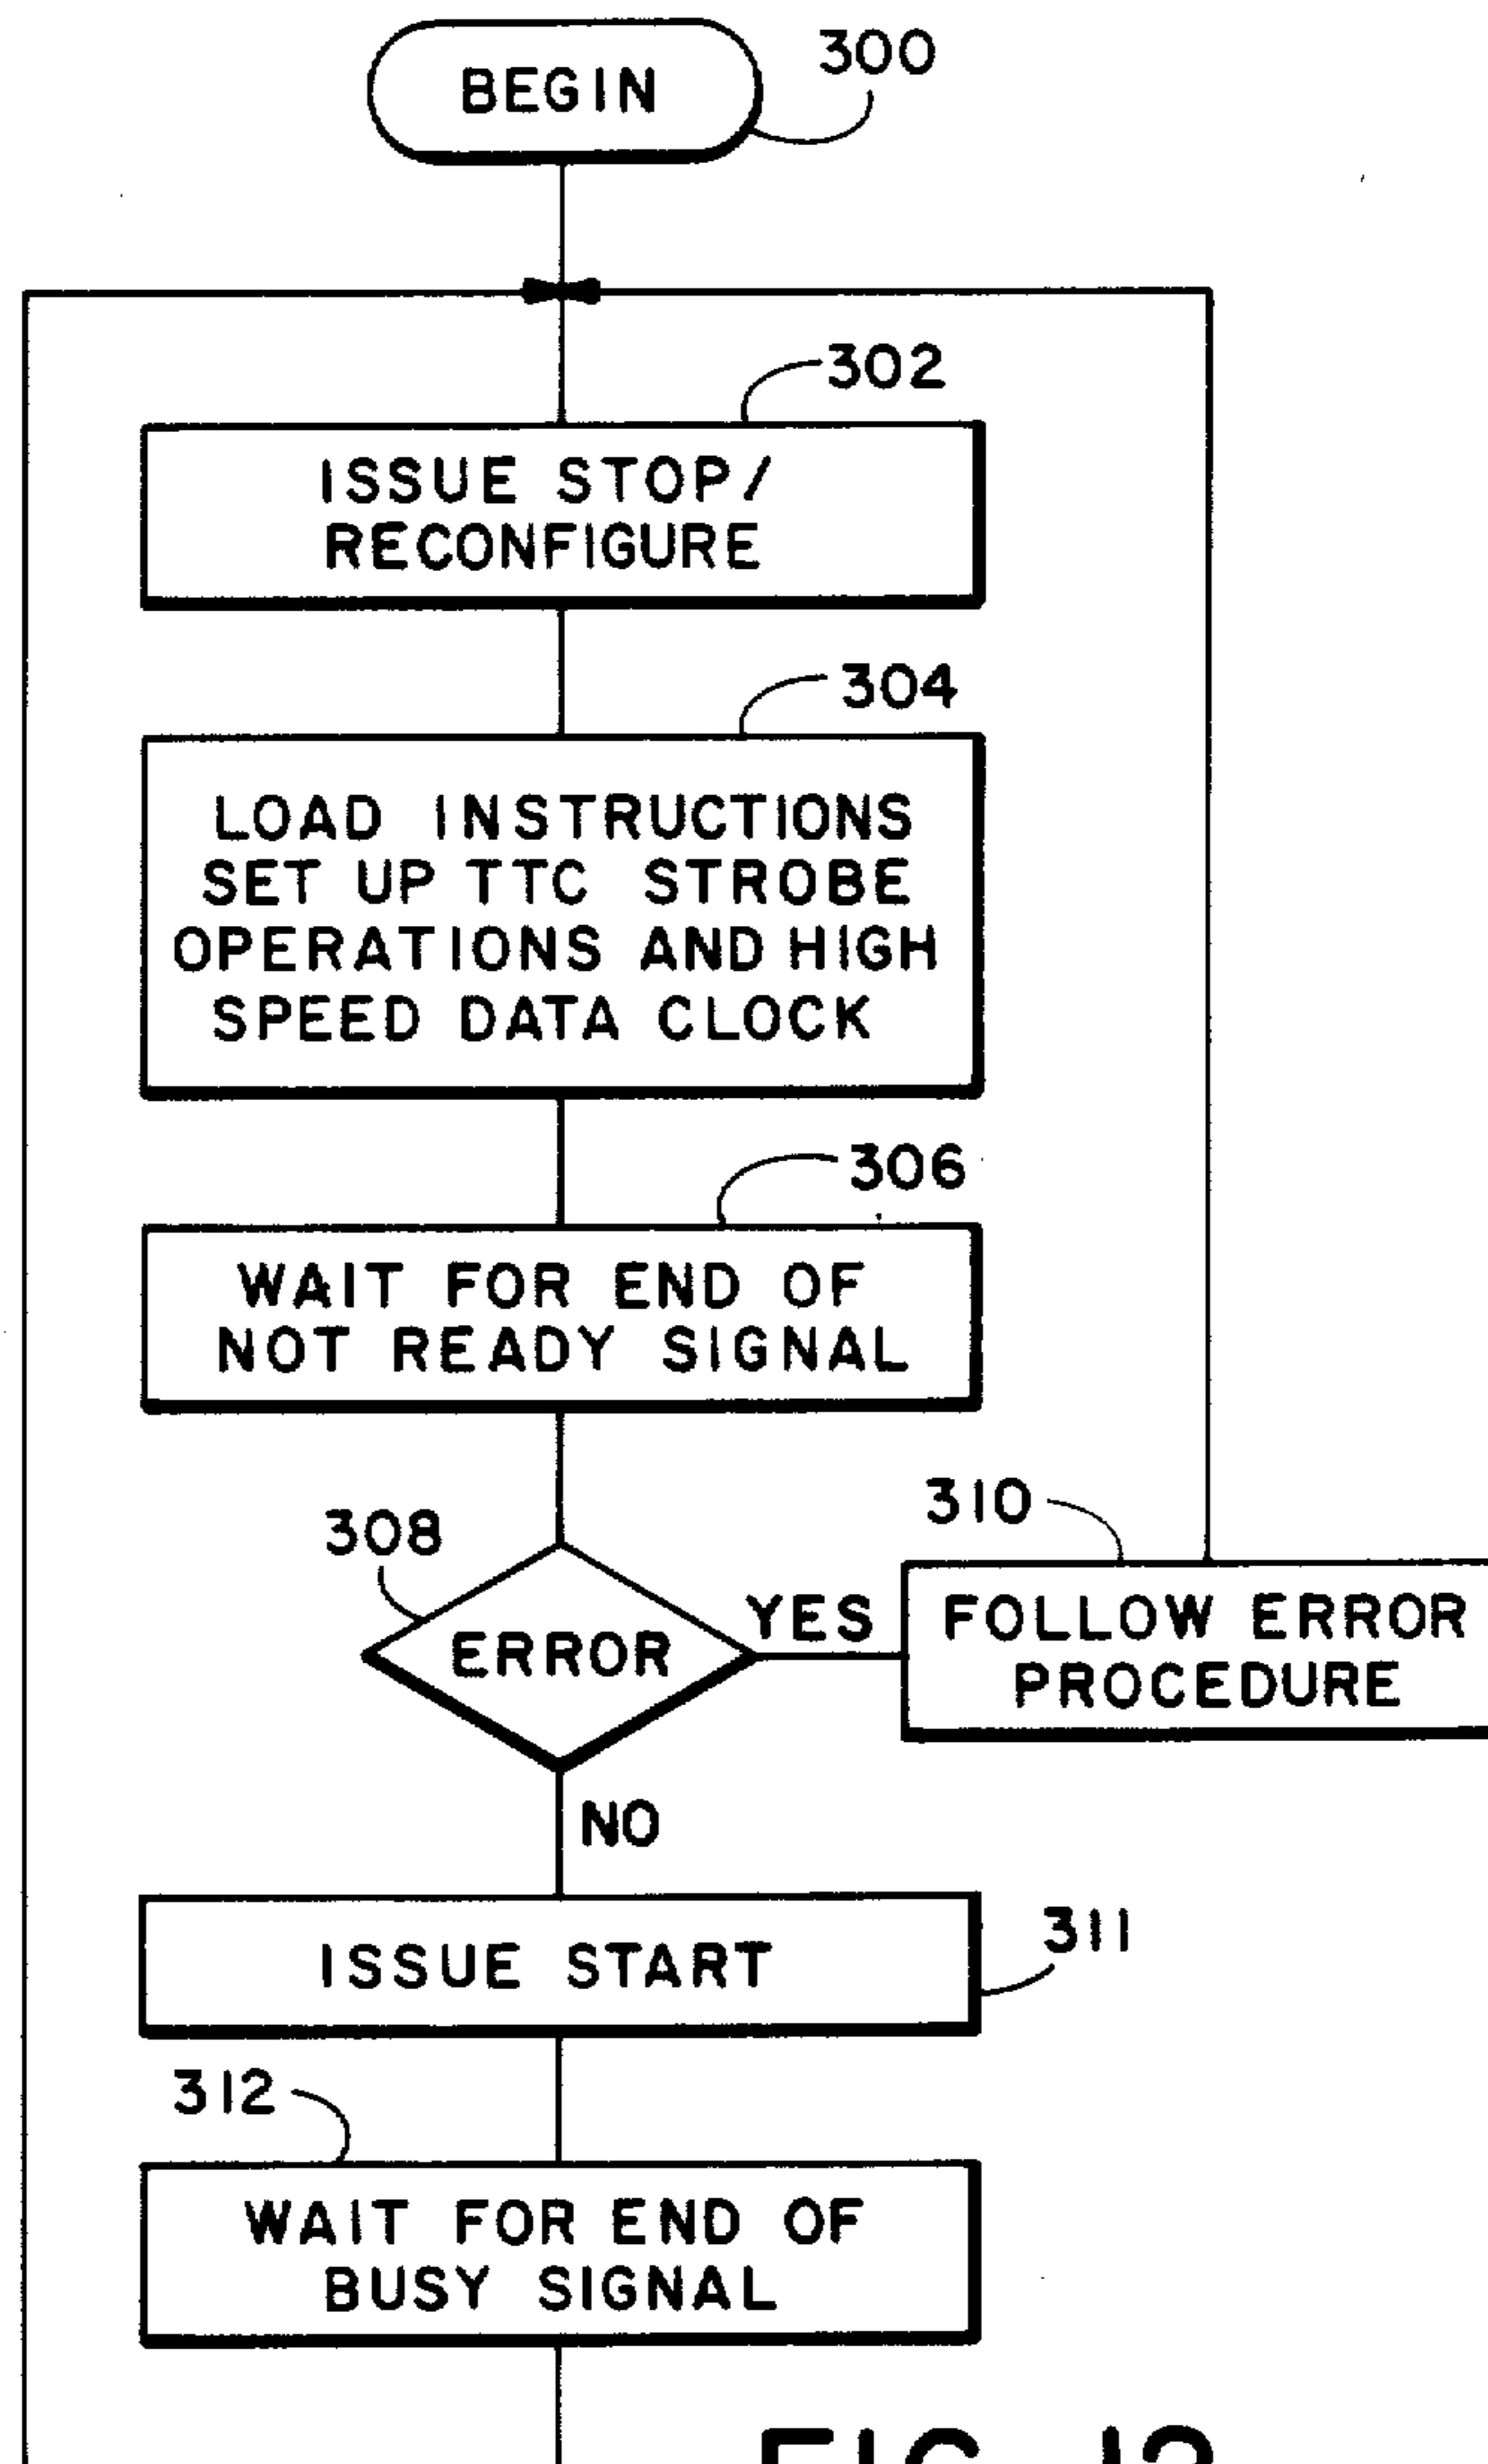 BEGIN
300
302
ISSUE STOP/
RECONFIGURE
304
LOAD INSTRUCTIONS
SET UP TTC STROBE
OPERATIONS AND HIGH
SPEED DATA CLOCK
306
WAIT FOR END OF
NOT READY SIGNAL
308
ERROR
YES
310
FOLLOW ERROR
PROCEDURE
NO
ISSUE START
311
312
WAIT FOR END OF
BUSY SIGNAL